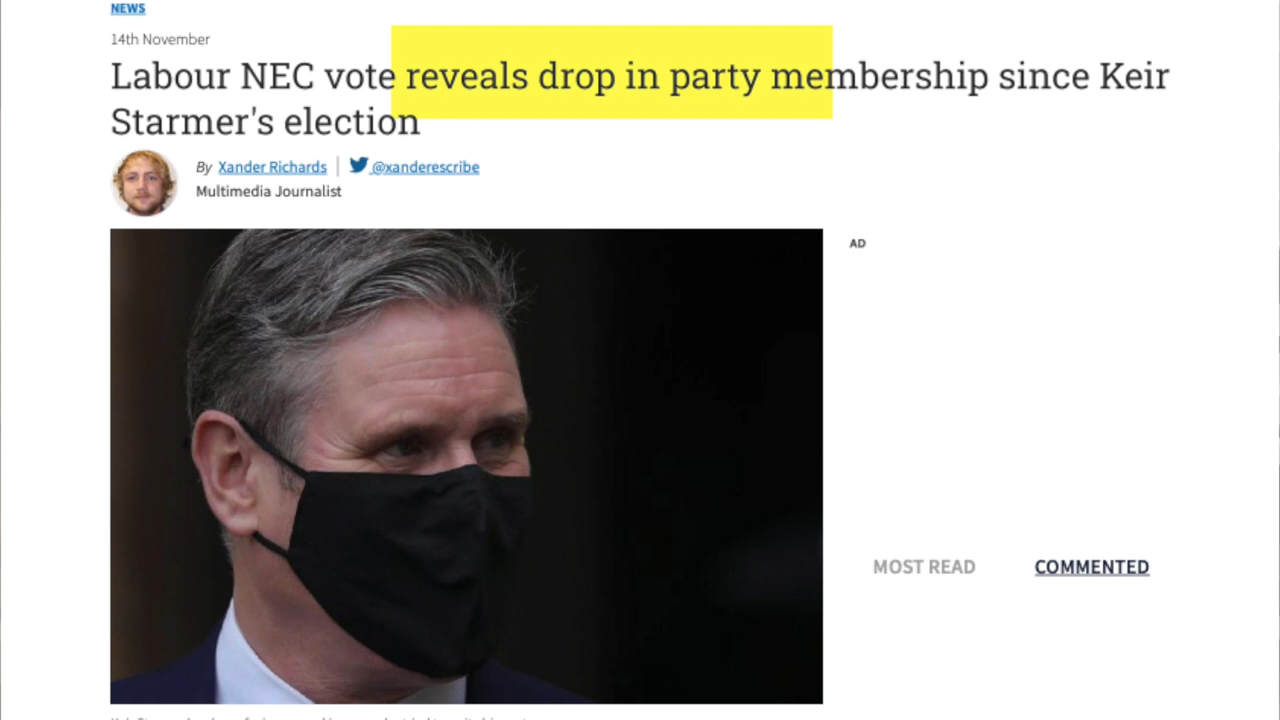 NEWS
14th November
Labour NEC vote reveals drop in party membership since Keir
Starmer's election
By Xander Richards | @xanderescribe
Multimedia Journalist
AD
MOST READ COMMENTED